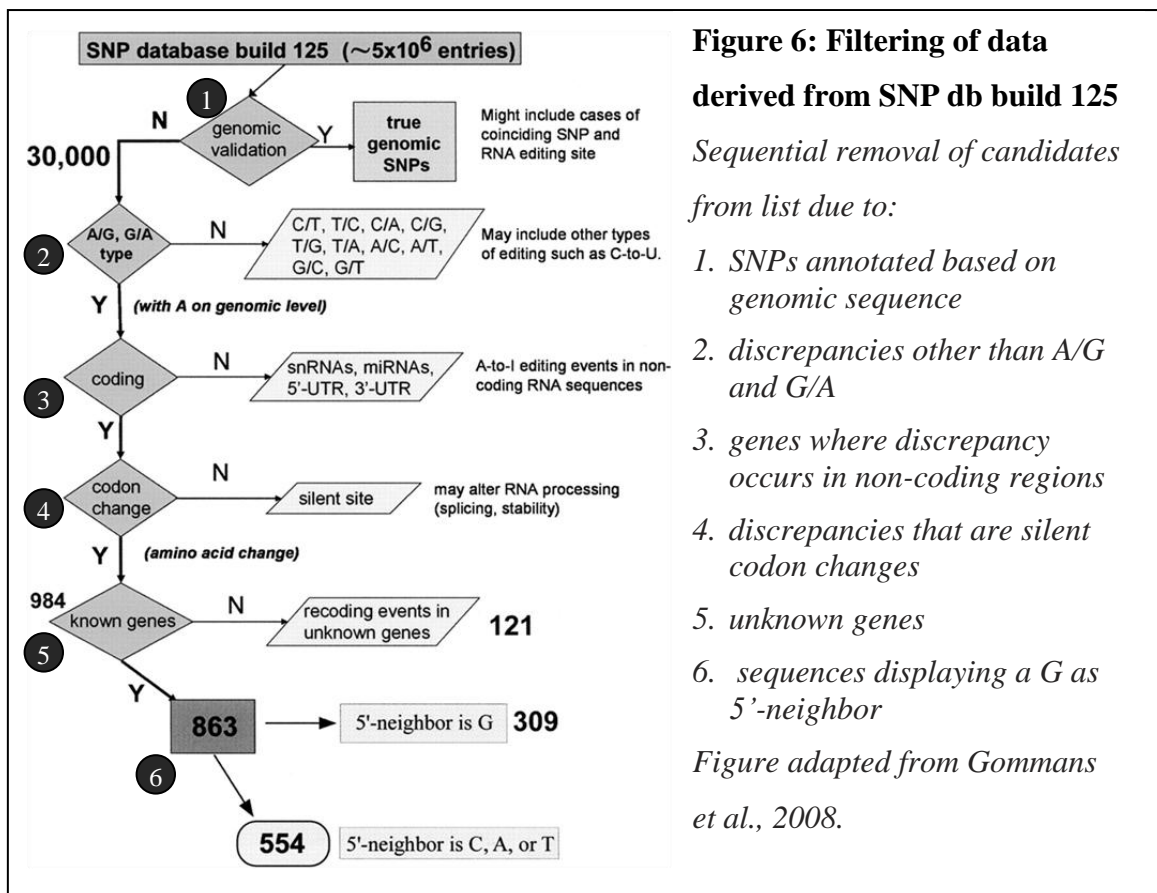 SNP database build 125 (~5x10⁶ entries)
1
N
genomic
validation
Y
true
genomic
SNPs
Might include cases of
coinciding SNP and
RNA editing site
30,000
2
A/G, G/A
type
N
C/T, T/C, C/A, C/G,
T/G, T/A, A/C, A/T,
G/C, G/T
May include other types
of editing such as C-to-U.
Y
(with A on genomic level)
3
coding
N
snRNAs, miRNAs,
5'-UTR, 3'-UTR
A-to-I editing events in non-
coding RNA sequences
Y
4
codon
change
N
silent site
may alter RNA processing
(splicing, stability)
Y
(amino acid change)
984
known genes
5
N
recoding events in
unknown genes
121
Y
863
5'-neighbor is G
309
6
554
5'-neighbor is C, A, or T
Figure 6: Filtering of data
derived from SNP db build 125
Sequential removal of candidates
from list due to:
1. SNPs annotated based on
genomic sequence
2. discrepancies other than A/G
and G/A
3. genes where discrepancy
occurs in non-coding regions
4. discrepancies that are silent
codon changes
5. unknown genes
6. sequences displaying a G as
5’-neighbor
Figure adapted from Gommans
et al., 2008.